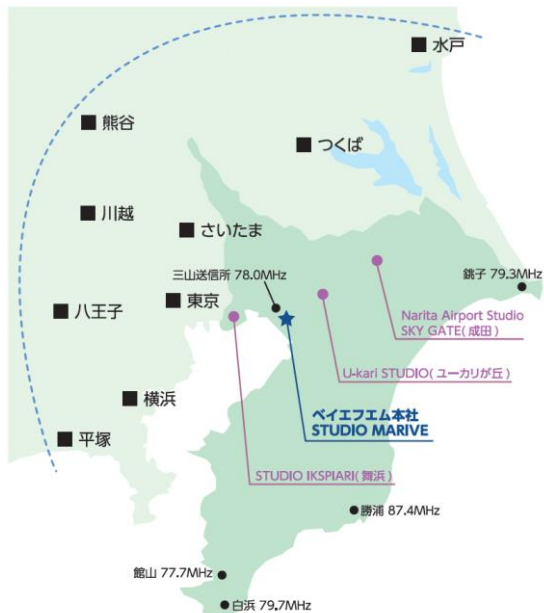 水戸
熊谷
つくば
川越
さいたま
三山送信所 78.0MHz
銚子 79.3MHz
東京
八王子
Narita Airport Studio
SKY GATE(成田)
U-kari STUDIO(ユーカリが丘)
横浜
ベイエフエム本社
STUDIO MARIVE
平塚
STUDIO IKSPIARI(舞浜)
勝浦 87.4MHz
館山 77.7MHz
白浜 79.7MHz